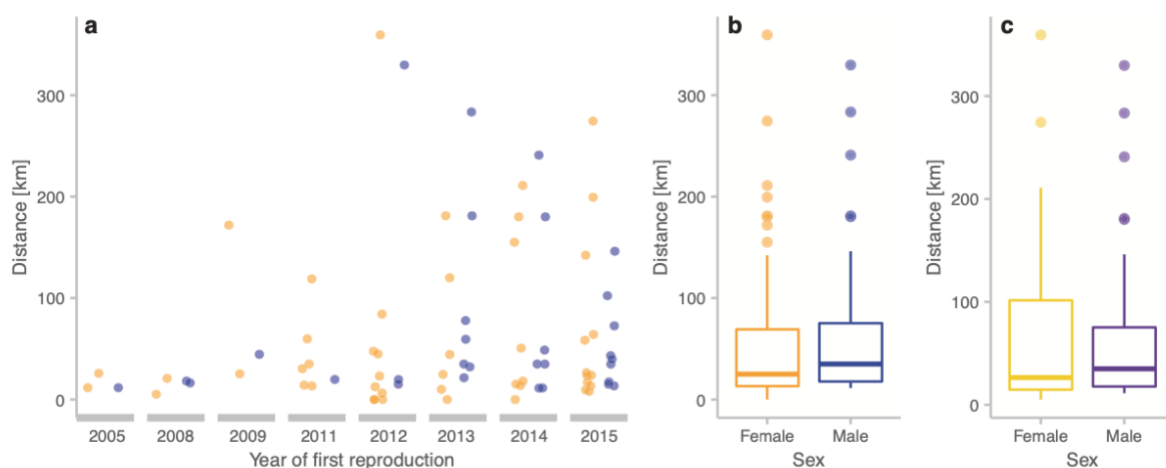 a
Distance [km]
300
200
100
0
2005 2008 2009 2011 2012 2013 2014 2015
Year of first reproduction
b
Distance [km]
300
200
100
0
Female Male
Sex
c
Distance [km]
300
200
100
0
Female Male
Sex